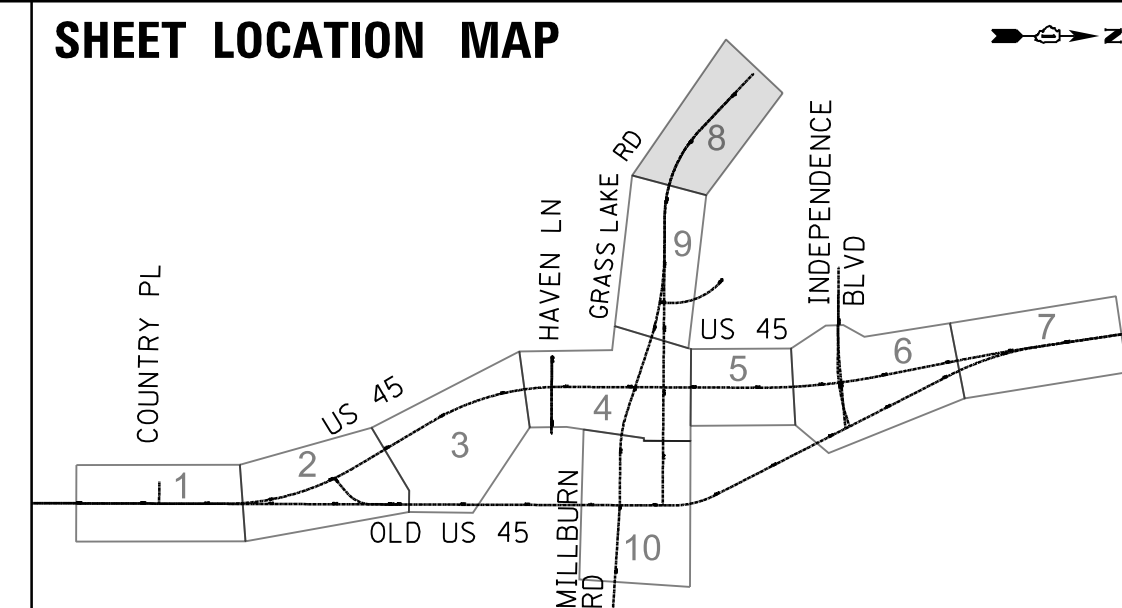 SHEET LOCATION MAP
N
8
GRASS LAKE RD
INDEPENDENCE
BLVD
9
HAVEN LN
COUNTRY PL
US 45
7
6
5
US 45
4
3
2
1
OLD US 45
MILLBURN
RD
10